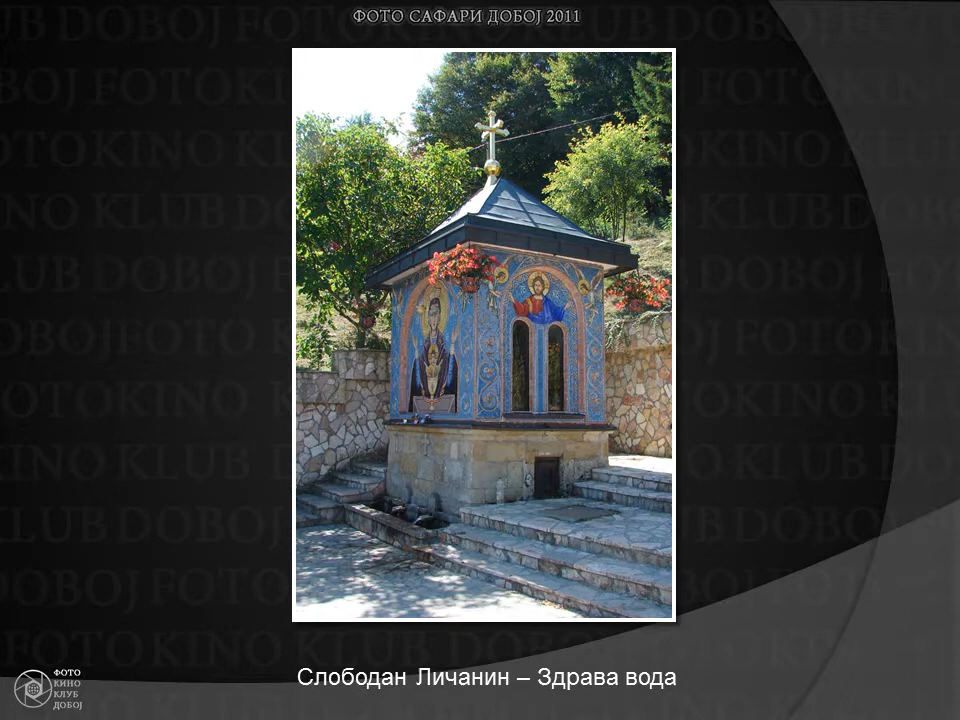 ФОТО САФАРИ ДОБОЈ 2011
Слободан Личанин – Здрава вода
ФОТО
КИНО
КЛУБ
ДОБОЈ